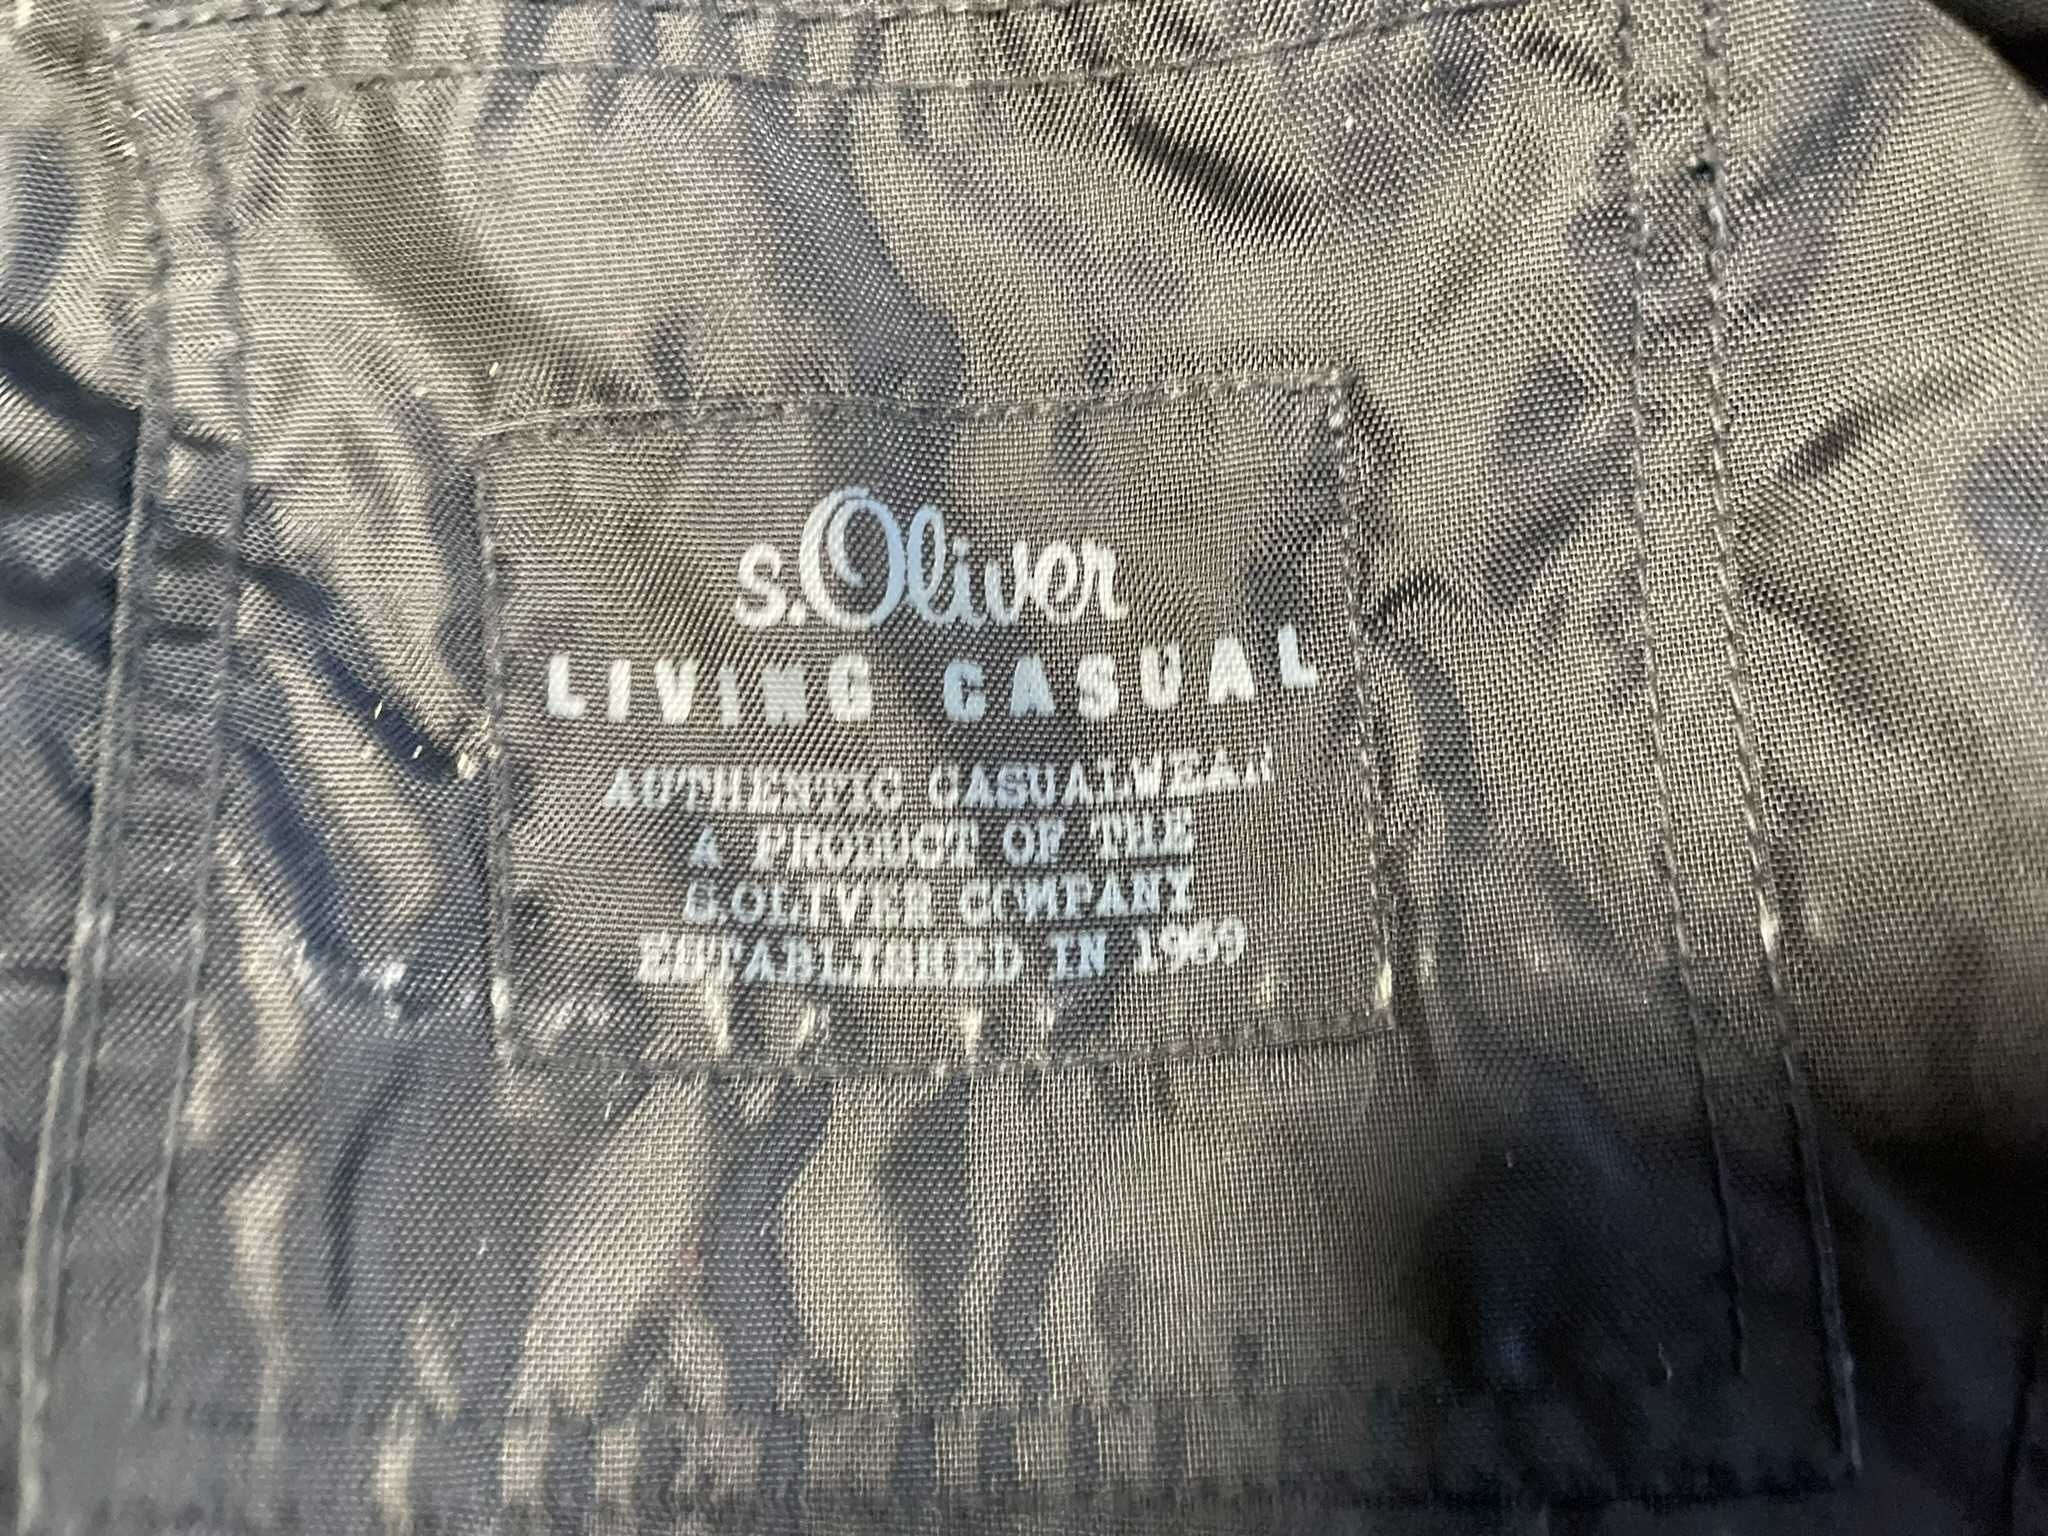 s.Oliver
LIVING CASUAL
AUTHENTIC CASUALWEAR
A PRODUCT OF THE
S.OLIVER COMPANY
ESTABLISHED IN 1969